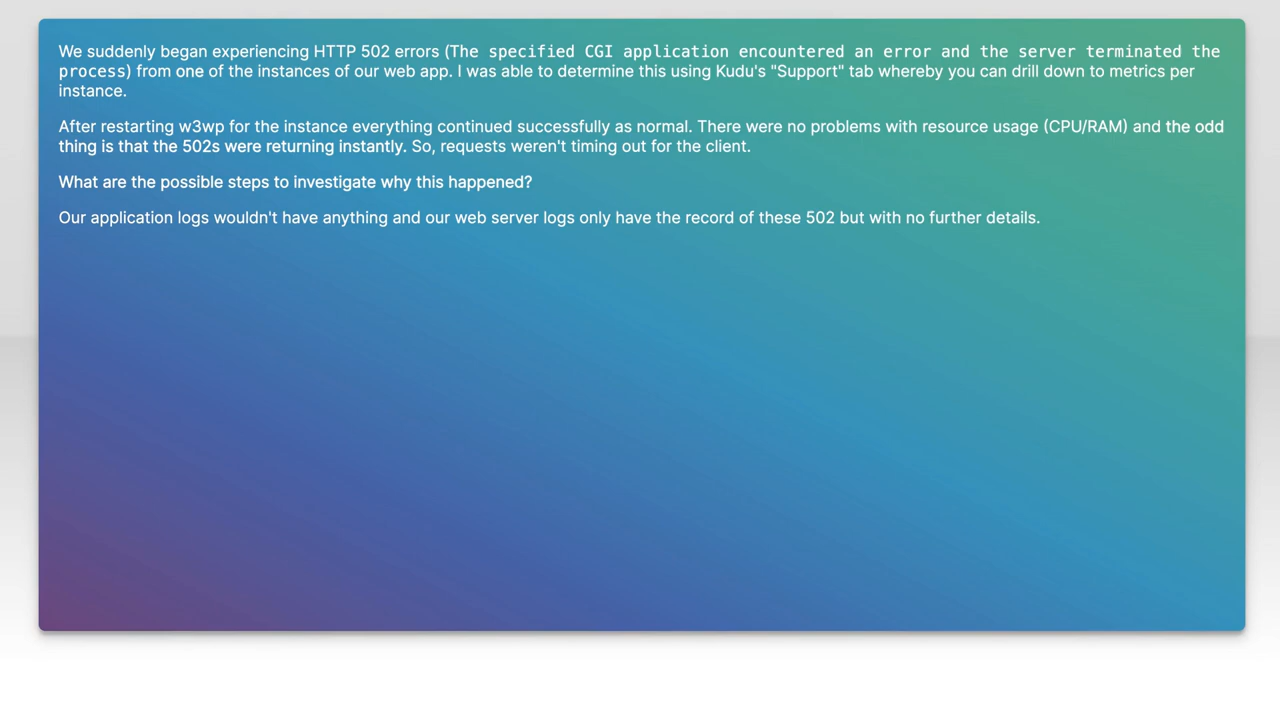 We suddenly began experiencing HTTP 502 errors (The specified CGI application encountered an error and the server terminated the
process) from one of the instances of our web app. I was able to determine this using Kudu's "Support" tab whereby you can drill down to metrics per
instance.
After restarting w3wp for the instance everything continued successfully as normal. There were no problems with resource usage (CPU/RAM) and the odd
thing is that the 502s were returning instantly. So, requests weren't timing out for the client.
What are the possible steps to investigate why this happened?
Our application logs wouldn't have anything and our web server logs only have the record of these 502 but with no further details.